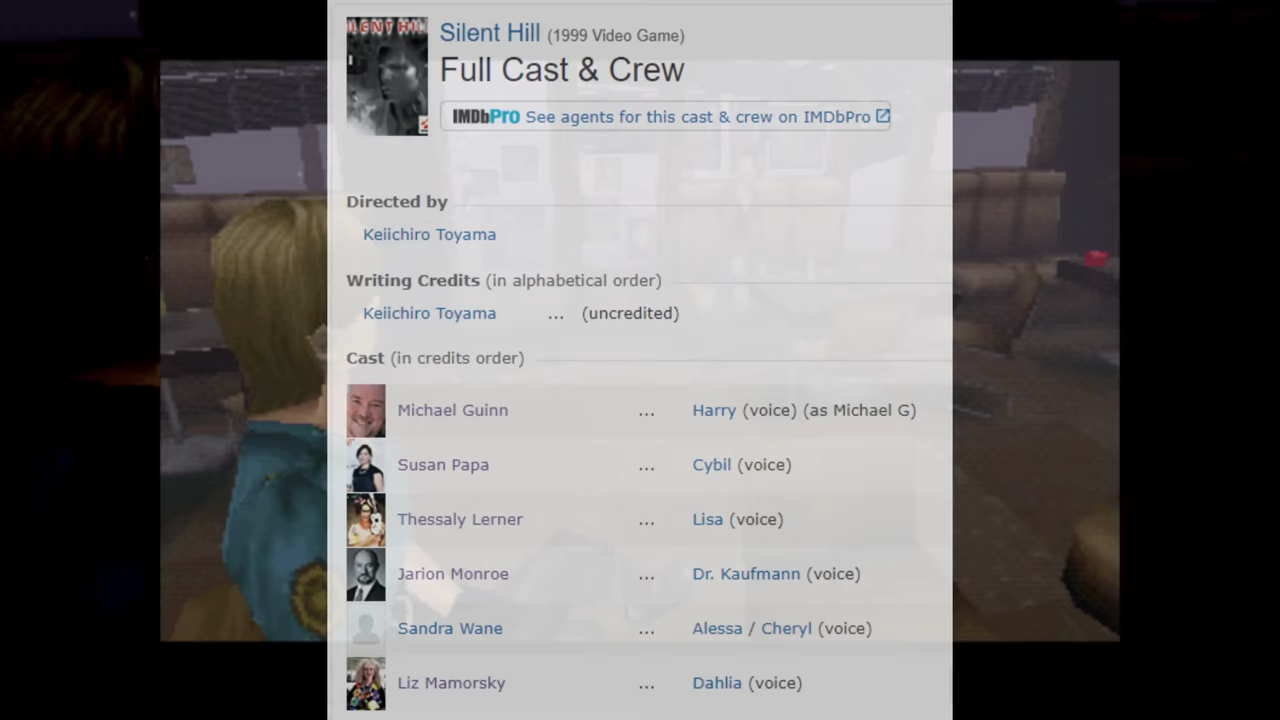 SILENT HILL
Silent Hill (1999 Video Game)
Full Cast & Crew
IMDbPro See agents for this cast & crew on IMDbPro
Directed by
Keiichiro Toyama
Writing Credits (in alphabetical order)
Keiichiro Toyama ... (uncredited)
Cast (in credits order)
Michael Guinn ... Harry (voice) (as Michael G)
Susan Papa ... Cybil (voice)
Thessaly Lerner ... Lisa (voice)
Jarion Monroe ... Dr. Kaufmann (voice)
Sandra Wane ... Alessa / Cheryl (voice)
Liz Mamorsky ... Dahlia (voice)